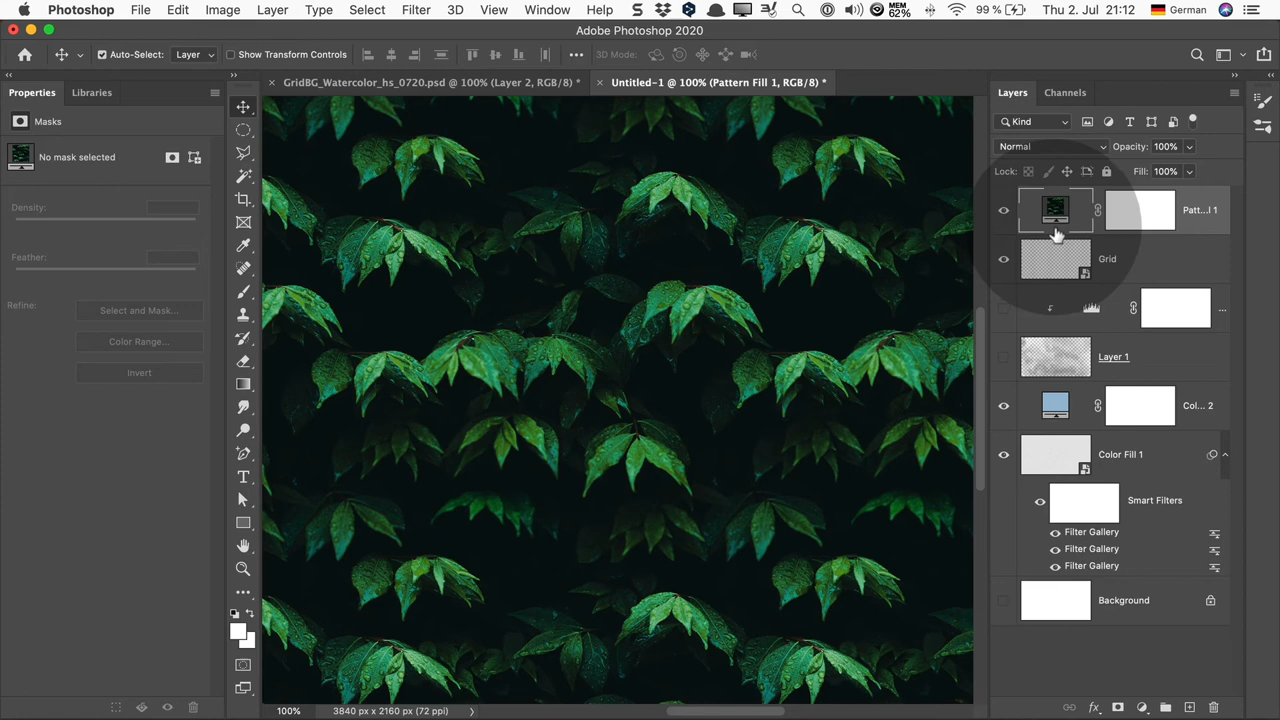 Photoshop File Edit Image Layer Type Select Filter 3D View Window Help MEM 62% 99 % Thu 2. Jul 21:12 German
Adobe Photoshop 2020
Auto-Select: Layer Show Transform Controls 3D Mode:
Properties Libraries
GridBG_Watercolor_hs_0720.psd @ 100% (Layer 2, RGB/8) *
Untitled-1 @ 100% (Pattern Fill 1, RGB/8) *
Layers Channels
Masks
Kind
No mask selected
Normal Opacity: 100%
Lock: Fill: 100%
Density:
Feather:
Refine:
Select and Mask...
Color Range...
Invert
Patt...l 1
Grid
...
Layer 1
Col... 2
Color Fill 1
Smart Filters
Filter Gallery
Filter Gallery
Filter Gallery
Background
100% 3840 px x 2160 px (72 ppi)